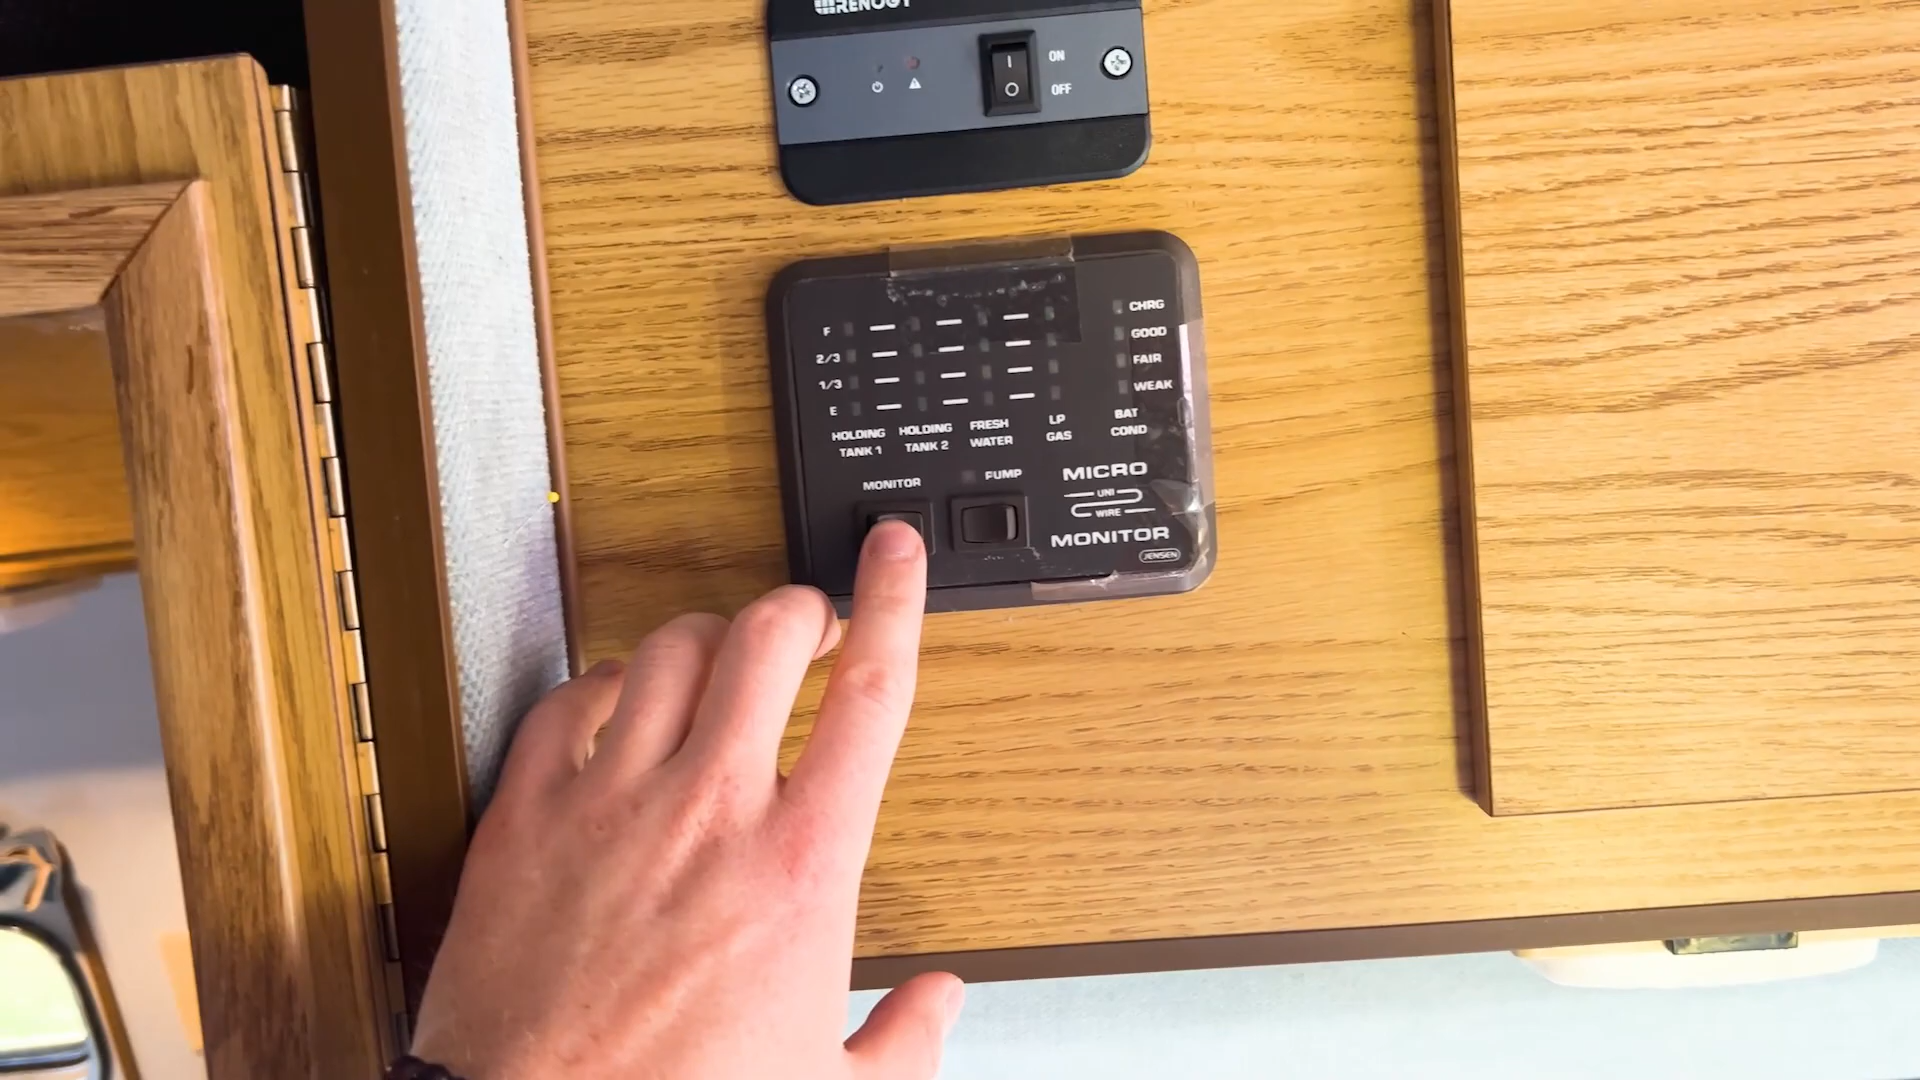 RENOGY
ON
OFF
F
2/3
1/3
E
CHRG
GOOD
FAIR
WEAK
HOLDING TANK 1
HOLDING TANK 2
FRESH WATER
LP GAS
BAT COND
MONITOR
PUMP
MICRO
UNI
WIRE
MONITOR
JENSEN